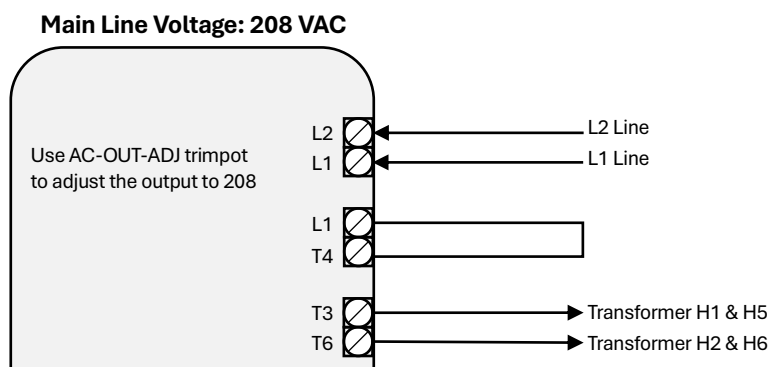 Main Line Voltage: 208 VAC
L2
L2 Line
Use AC-OUT-ADJ trimpot
to adjust the output to 208
L1
L1 Line
L1
T4
T3
Transformer H1 & H5
T6
Transformer H2 & H6